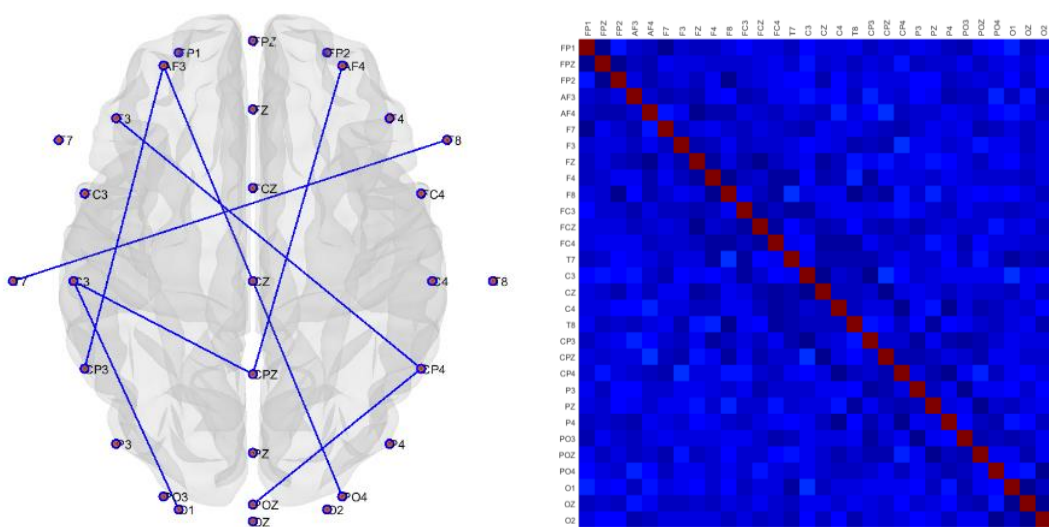 FPZ
FP1 FP2
AF3 AF4
FZ
F3 F4
F7 F8
FCZ
FC3 FC4
T7 C3 CZ C4 T8
CP3 CPZ CP4
P3 PZ P4
PO3 POZ PO4
O1 O2
OZ
FP1 FPZ FP2 AF3 AF4 F7 F3 FZ F4 F8 FC3 FCZ FC4 T7 C3 CZ C4 T8 CP3 CPZ CP4 P3 PZ P4 PO3 POZ PO4 O1 OZ O2
FP1
FPZ
FP2
AF3
AF4
F7
F3
FZ
F4
F8
FC3
FCZ
FC4
T7
C3
CZ
C4
T8
CP3
CPZ
CP4
P3
PZ
P4
PO3
POZ
PO4
O1
OZ
O2